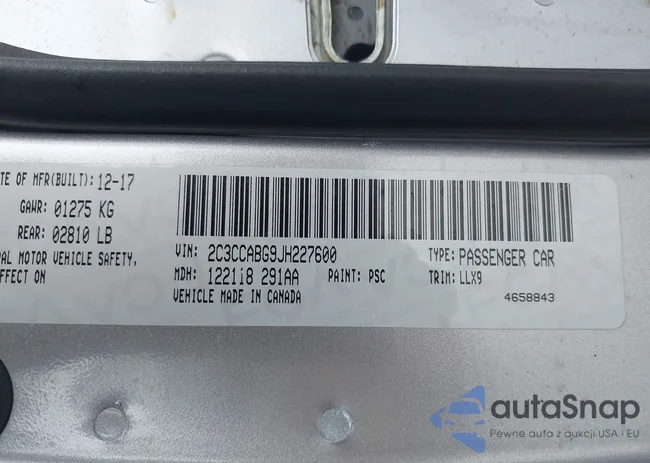 TE OF MFR(BUILT): 12-17
GAWR: 01275 KG
REAR: 02810 LB
AL MOTOR VEHICLE SAFETY,
EFFECT ON
VIN: 2C3CCABG9JH227600
TYPE: PASSENGER CAR
MDH: 122118 291AA
PAINT: PSC
TRIM: LLX9
VEHICLE MADE IN CANADA
4658843
autaSnap
Pewne auta z aukcji USA i EU